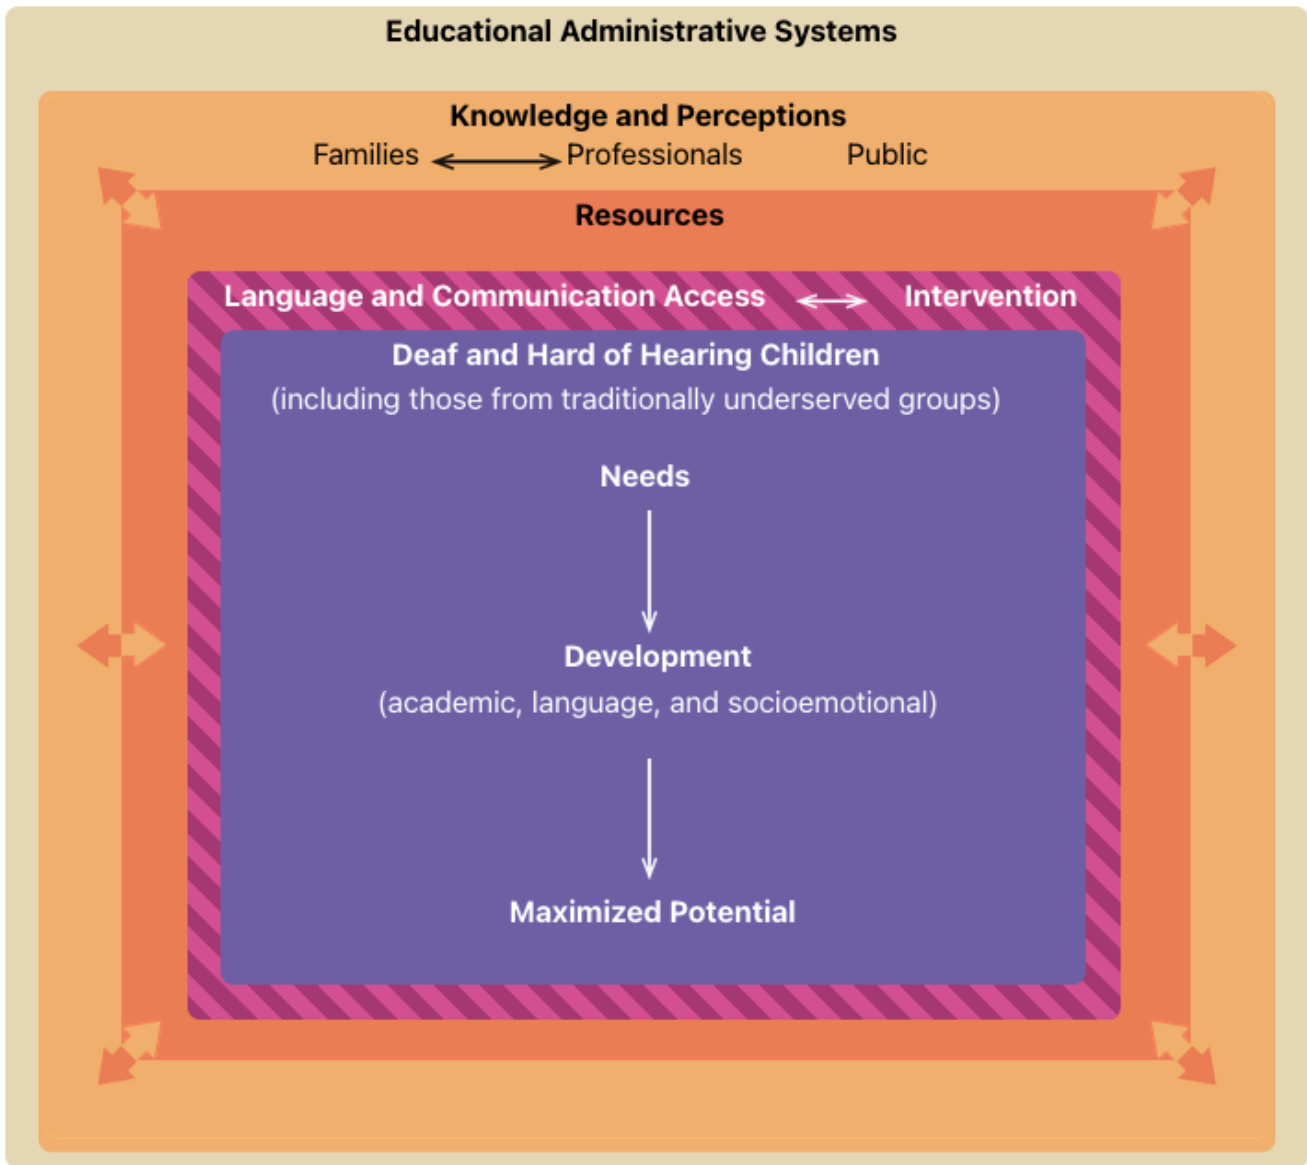 Educational Administrative Systems
Knowledge and Perceptions
Families Professionals Public
Resources
Language and Communication Access Intervention
Deaf and Hard of Hearing Children
(including those from traditionally underserved groups)
Needs
Development
(academic, language, and socioemotional)
Maximized Potential